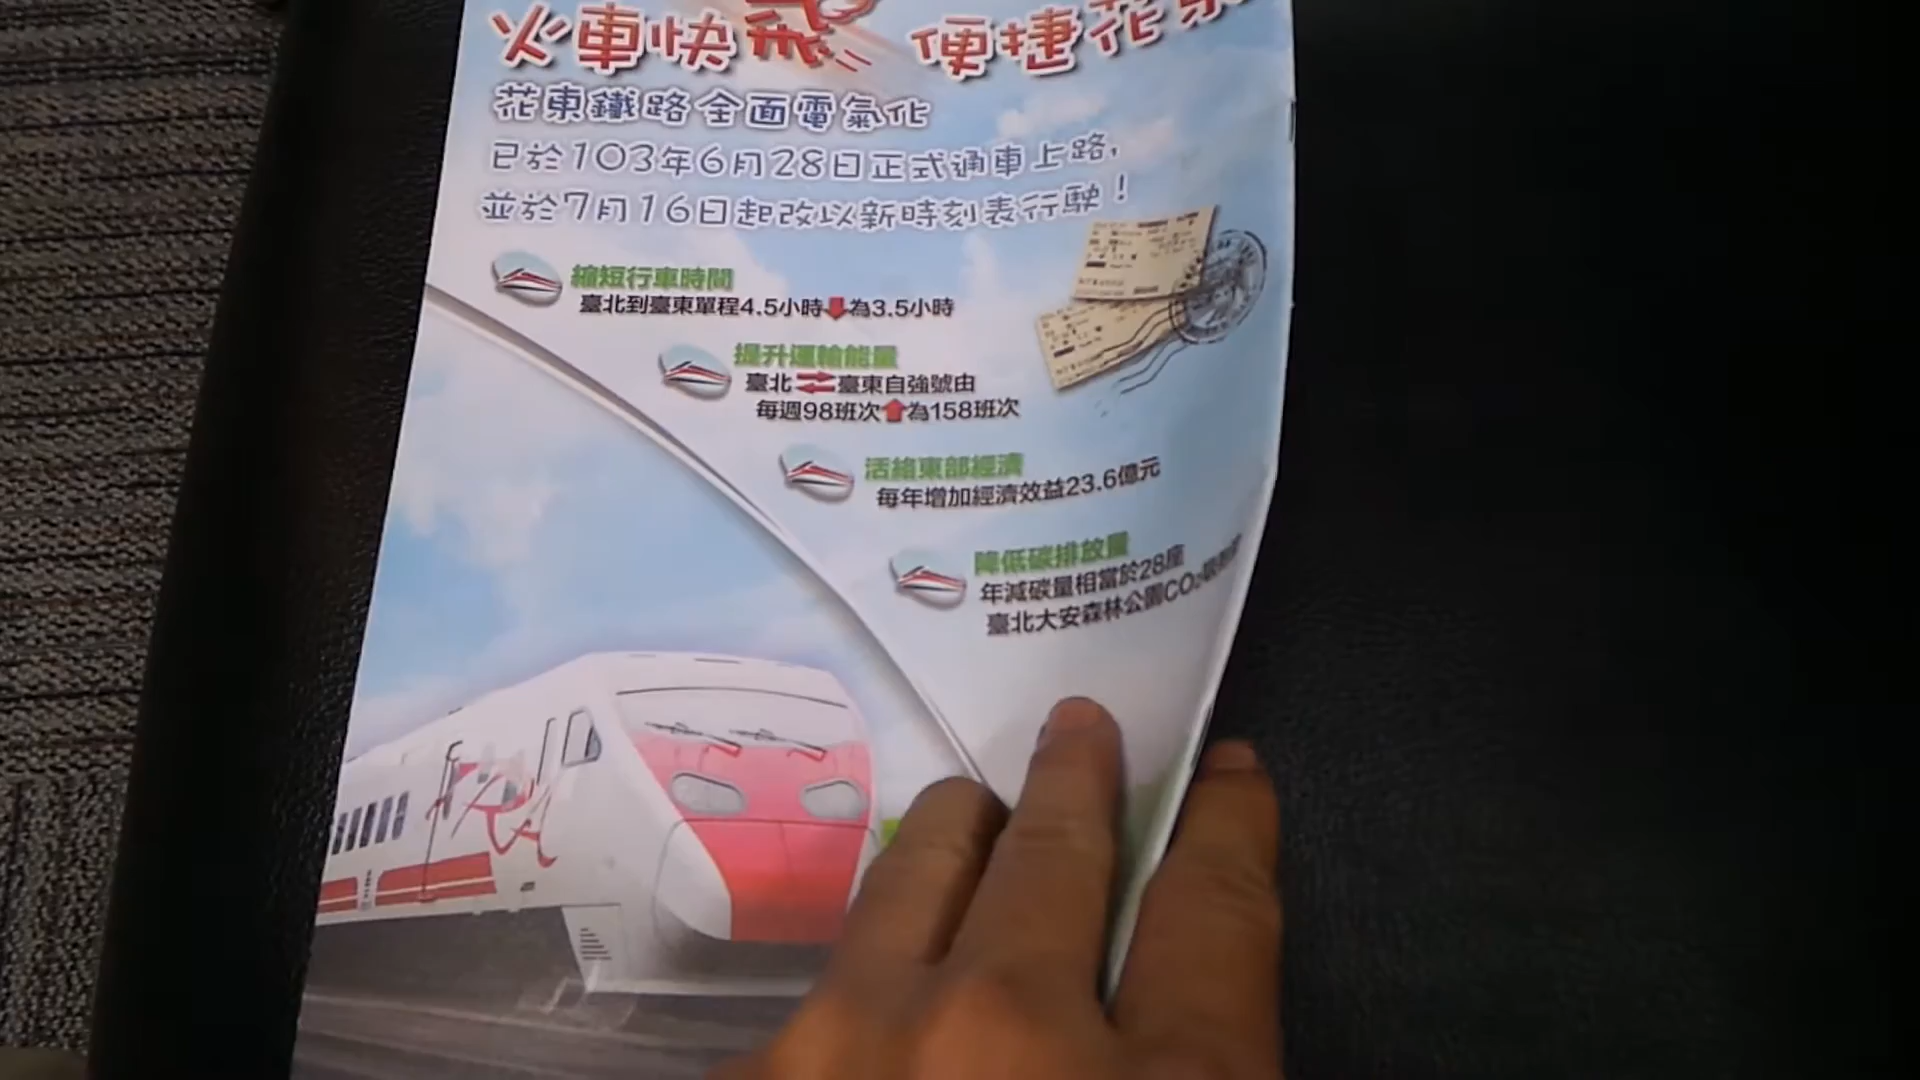 火車快飛 便捷花東
花東鐵路全面電氣化
已於103年6月28日正式通車上路,
並於7月16日起改以新時刻表行駛!
縮短行車時間
臺北到臺東單程4.5小時為3.5小時
提升運輸能量
臺北臺東自強號由
每週98班次為158班次
活絡東部經濟
每年增加經濟效益23.6億元
降低碳排放量
年減碳量相當於28座
臺北大安森林公園CO₂吸